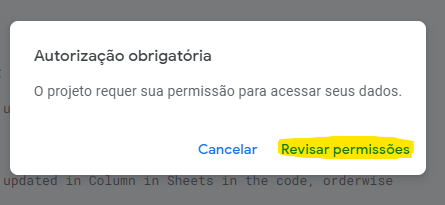 Autorização obrigatória
O projeto requer sua permissão para acessar seus dados.
Cancelar Revisar permissões
updated in Column in Sheets in the code, orderwise